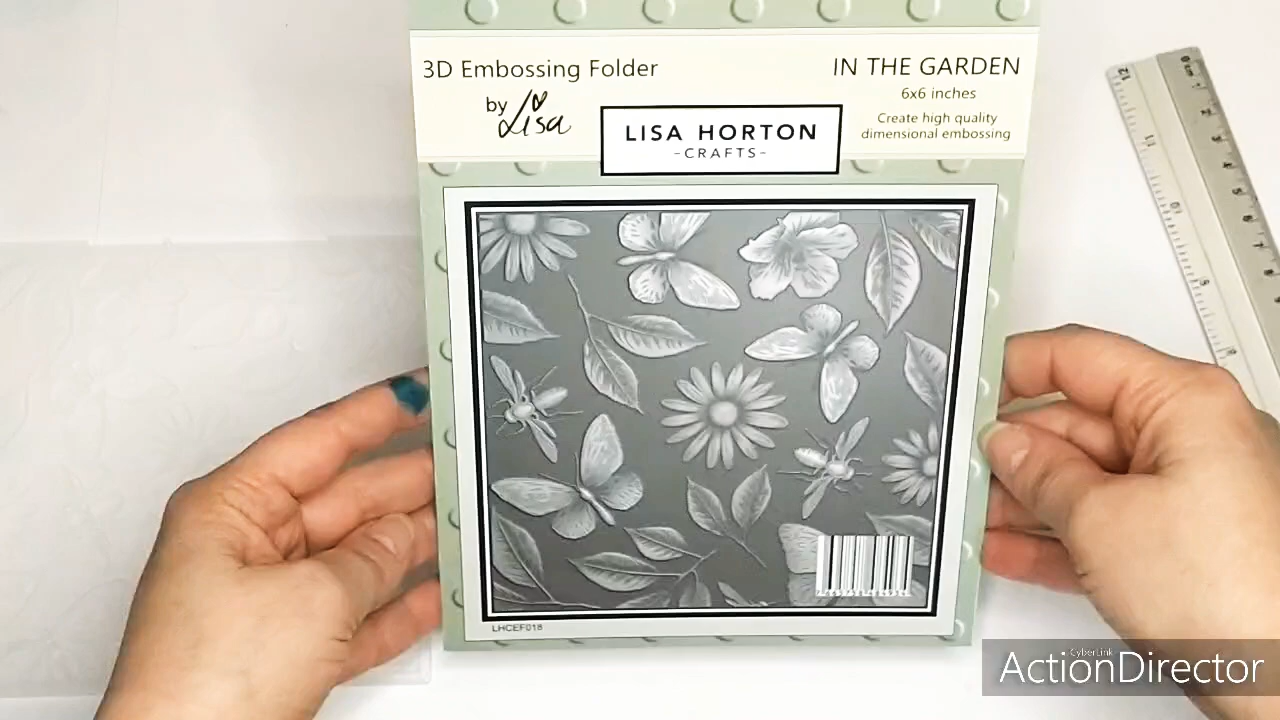 3D Embossing Folder
by Lisa
LISA HORTON
-CRAFTS-
IN THE GARDEN
6x6 inches
Create high quality
dimensional embossing
LHCEF018
CyberLink
ActionDirector